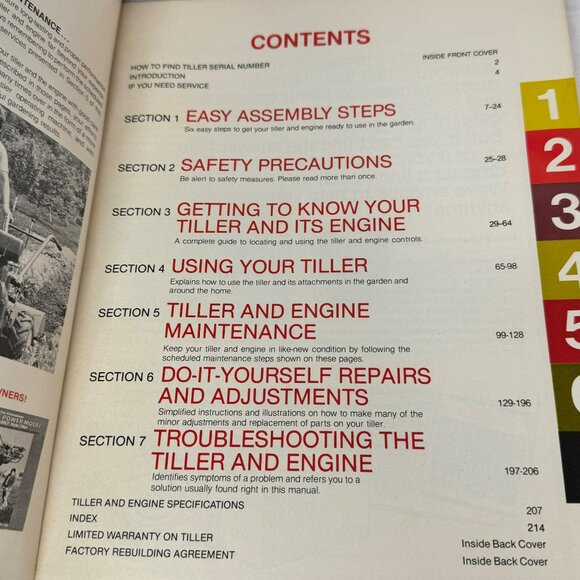 NTENANCE...
CONTENTS
HOW TO FIND TILLER SERIAL NUMBER INSIDE FRONT COVER
INTRODUCTION 2
IF YOU NEED SERVICE 4
SECTION 1 EASY ASSEMBLY STEPS 7-24
Six easy steps to get your tiller and engine ready to use in the garden.
SECTION 2 SAFETY PRECAUTIONS 25-28
Be alert to safety measures. Please read more than once.
SECTION 3 GETTING TO KNOW YOUR
TILLER AND ITS ENGINE 29-64
A complete guide to locating and using the tiller and engine controls.
SECTION 4 USING YOUR TILLER 65-98
Explains how to use the tiller and its attachments in the garden and
around the home.
SECTION 5 TILLER AND ENGINE
MAINTENANCE 99-128
Keep your tiller and engine in like-new condition by following the
scheduled maintenance steps shown on these pages.
SECTION 6 DO-IT-YOURSELF REPAIRS
AND ADJUSTMENTS 129-196
Simplified instructions and illustrations on how to make many of the
minor adjustments and replacement of parts on your tiller.
SECTION 7 TROUBLESHOOTING THE
TILLER AND ENGINE 197-206
Identifies symptoms of a problem and refers you to a
solution usually found right in this manual.
TILLER AND ENGINE SPECIFICATIONS 207
INDEX 214
LIMITED WARRANTY ON TILLER Inside Back Cover
FACTORY REBUILDING AGREEMENT Inside Back Cover
1
2
3
4
5
WNERS!
POWER MODEL